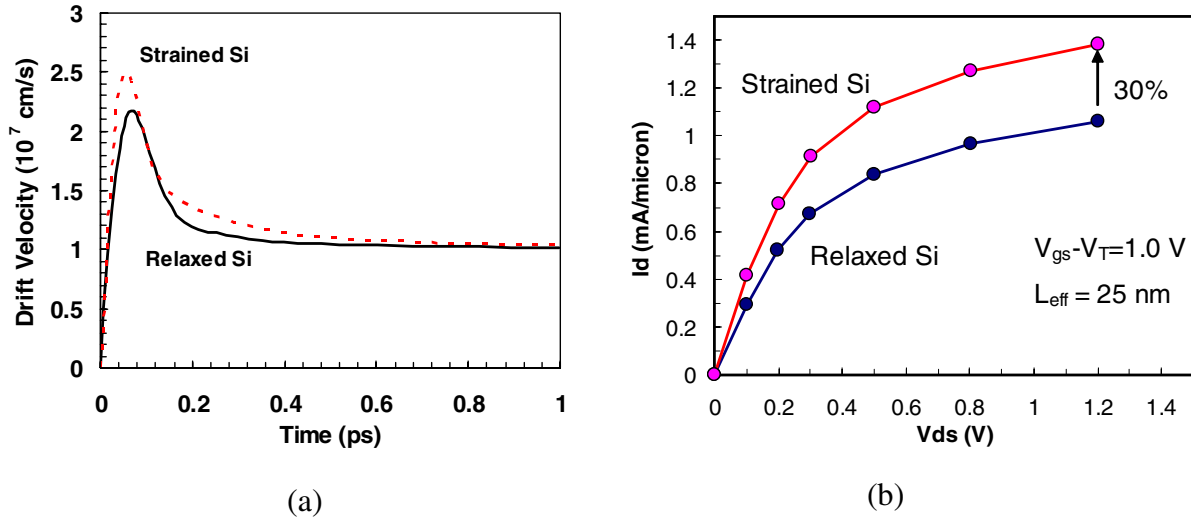 3
2.5
2
1.5
1
0.5
0
0 0.2 0.4 0.6 0.8 1
Drift Velocity (10^7 cm/s)
Time (ps)
Strained Si
Relaxed Si
(a)
1.4
1.2
1
0.8
0.6
0.4
0.2
0
0 0.2 0.4 0.6 0.8 1 1.2 1.4
Id (mA/micron)
Vds (V)
Strained Si
30%
Relaxed Si
V_gs-V_T=1.0 V
L_eff = 25 nm
(b)